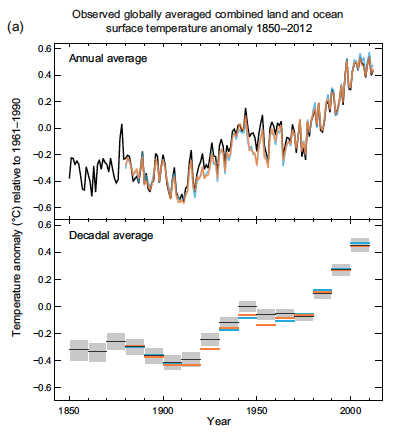 Observed globally averaged combined land and ocean
surface temperature anomaly 1850–2012
(a)
Annual average
0.6
0.4
0.2
0.0
−0.2
−0.4
−0.6
Temperature anomaly (°C) relative to 1961–1990
Decadal average
0.6
0.4
0.2
0.0
−0.2
−0.4
−0.6
1850 1900 1950 2000
Year